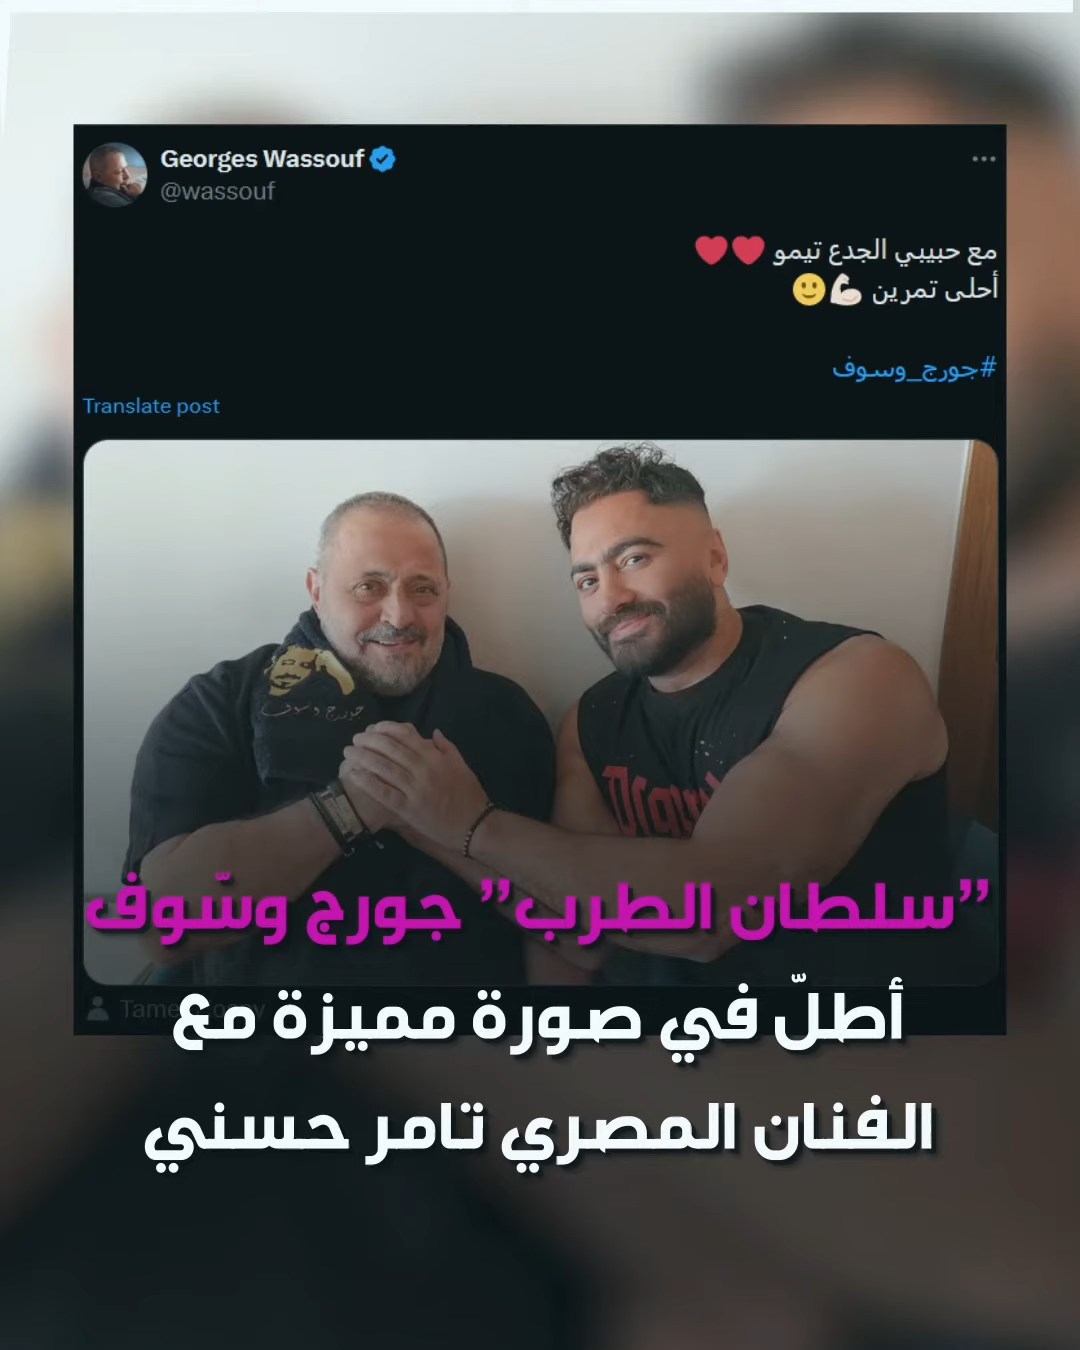 Georges Wassouf
@wassouf
مع حبيبي الجدع تيمو ❤️❤️
أحلى تمرين 💪🏻🙂
#جورج_وسوف
Translate post
جورج وسوف
”سلطان الطرب” جورج وسّوف
أطلّ في صورة مميزة مع
الفنان المصري تامر حسني